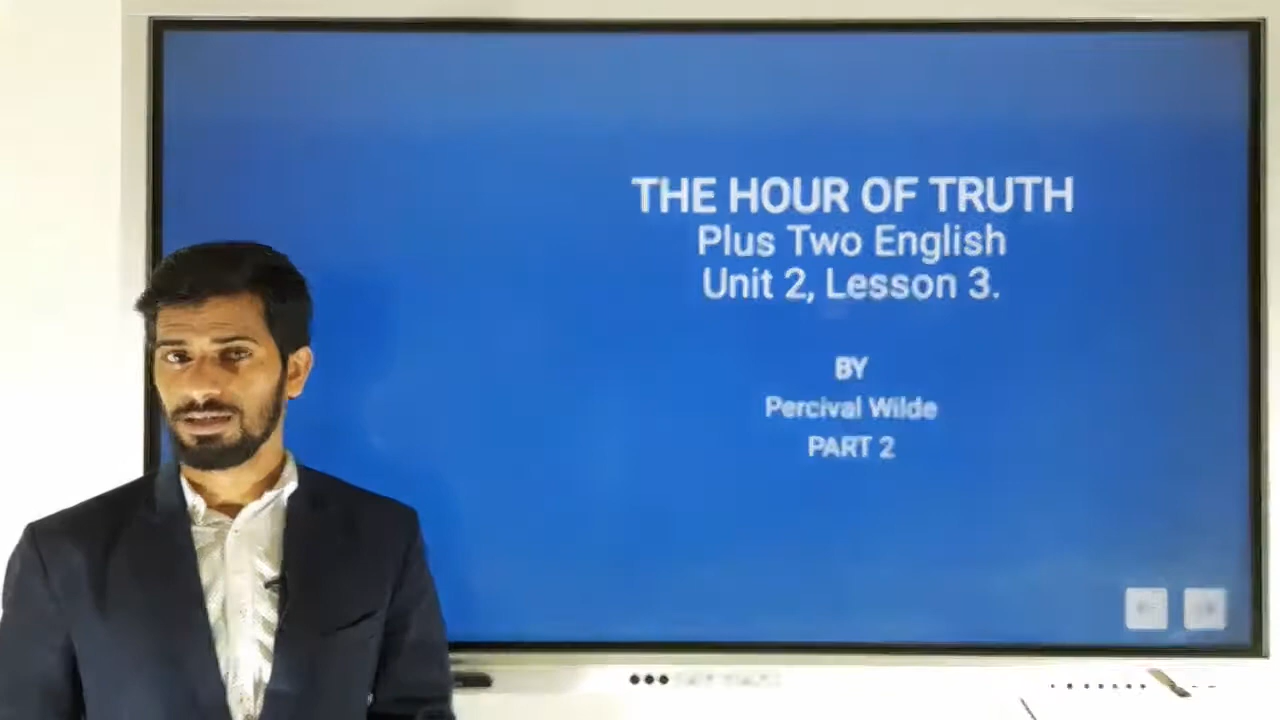 THE HOUR OF TRUTH
Plus Two English
Unit 2, Lesson 3.
BY
Percival Wilde
PART 2